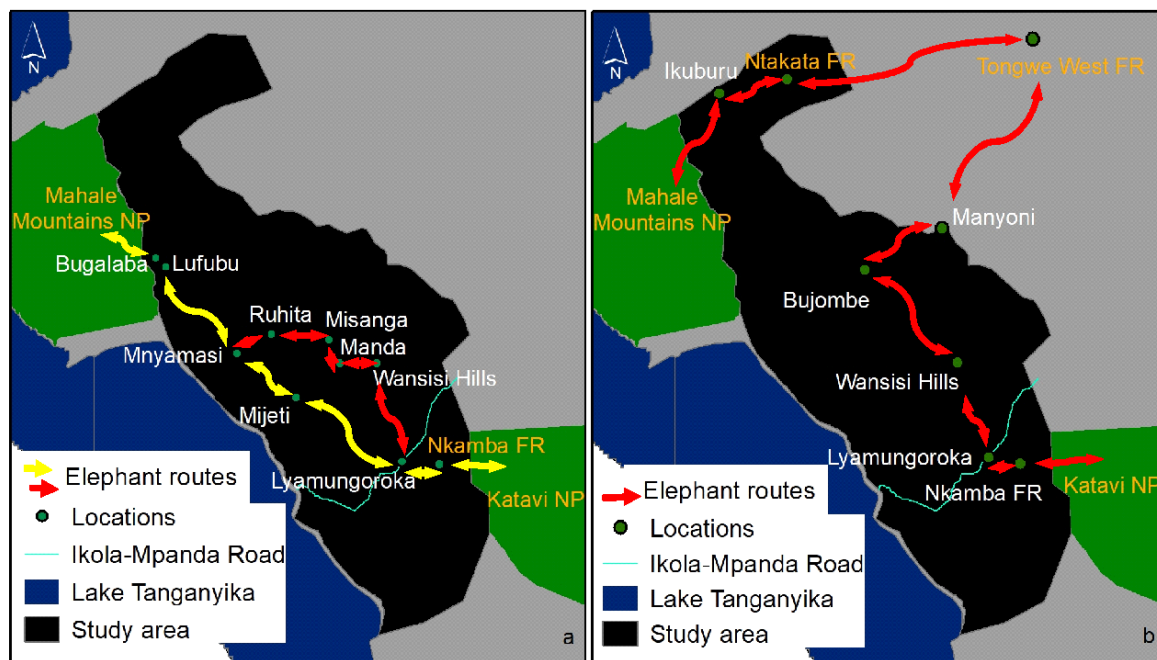 N
Mahale
Mountains NP
Bugalaba
Lufubu
Ruhita
Misanga
Manda
Mnyamasi
Wansisi Hills
Mijeti
Nkamba FR
Lyamungoroka
Katavi NP
Elephant routes
Locations
Ikola-Mpanda Road
Lake Tanganyika
Study area
a
N
Ikuburu
Ntakata FR
Tongwe West FR
Mahale
Mountains NP
Manyoni
Bujombe
Wansisi Hills
Lyamungoroka
Nkamba FR
Katavi NP
Elephant routes
Locations
Ikola-Mpanda Road
Lake Tanganyika
Study area
b